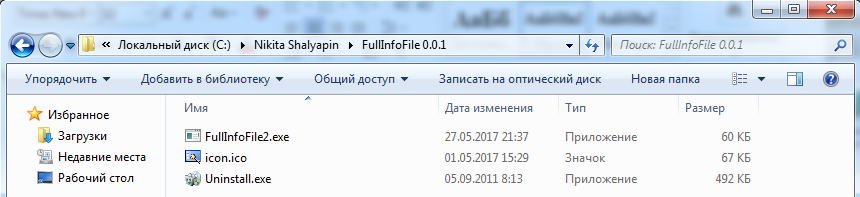 Локальный диск (C:) ▸ Nikita Shalyapin ▸ FullInfoFile 0.0.1
Поиск: FullInfoFile 0.0.1
Упорядочить Добавить в библиотеку Общий доступ Записать на оптический диск Новая папка
Избранное
Загрузки
Недавние места
Рабочий стол
Имя Дата изменения Тип Размер
FullInfoFile2.exe 27.05.2017 21:37 Приложение 60 КБ
icon.ico 01.05.2017 15:29 Значок 67 КБ
Uninstall.exe 05.09.2011 8:13 Приложение 492 КБ